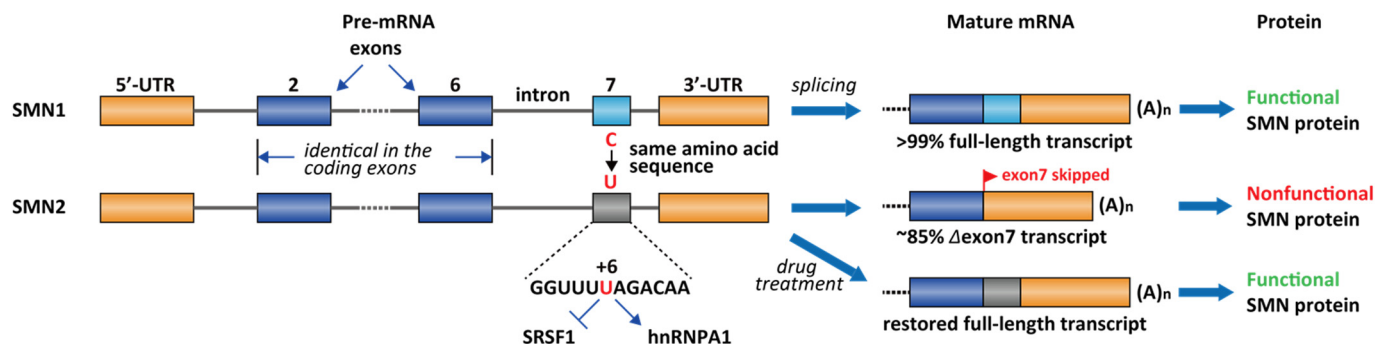 Pre-mRNA
exons
Mature mRNA
Protein
5’-UTR
2
6
intron
7
3’-UTR
splicing
SMN1
(A)n
Functional
SMN protein
>99% full-length transcript
identical in the
coding exons
C
U
same amino acid
sequence
exon7 skipped
SMN2
(A)n
Nonfunctional
SMN protein
~85% Δexon7 transcript
drug
treatment
+6
GGUUUUAGACAA
SRSF1
hnRNPA1
(A)n
Functional
SMN protein
restored full-length transcript